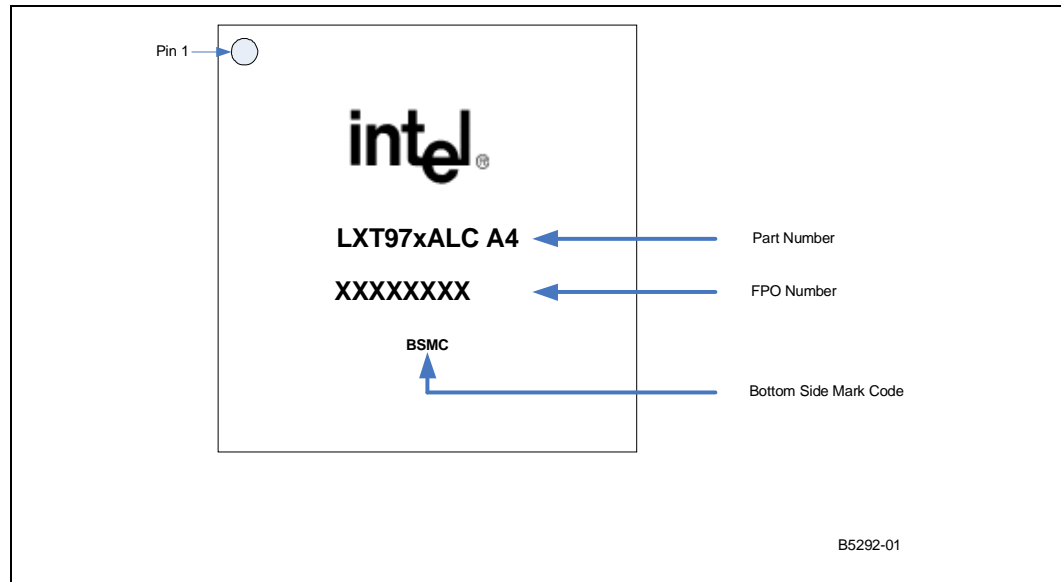 Pin 1
intel®
LXT97xALC A4
Part Number
XXXXXXXX
FPO Number
BSMC
Bottom Side Mark Code
B5292-01